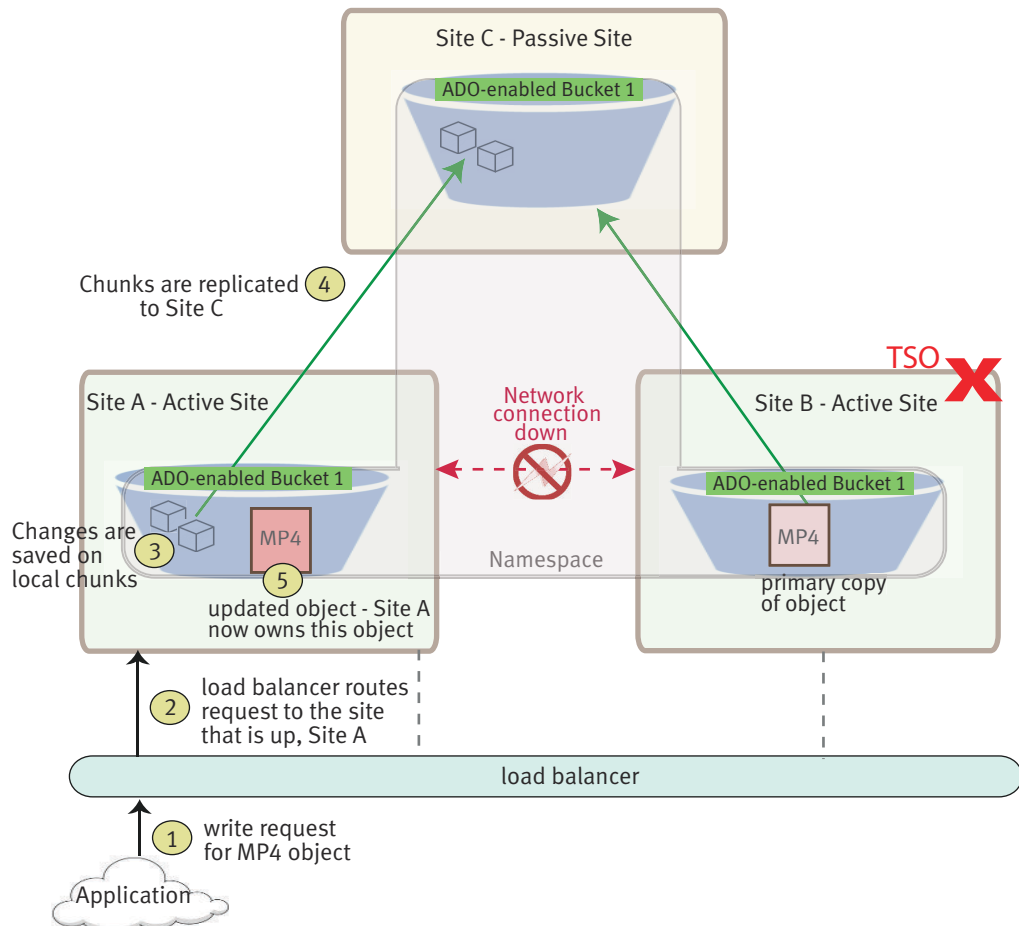 Site C - Passive Site
ADO-enabled Bucket 1
Chunks are replicated
to Site C
4
TSO
Site A - Active Site
Network
connection
down
Site B - Active Site
ADO-enabled Bucket 1
ADO-enabled Bucket 1
Changes are
saved on
local chunks
3
MP4
MP4
Namespace
5
updated object - Site A
now owns this object
primary copy
of object
2
load balancer routes
request to the site
that is up, Site A
load balancer
1
write request
for MP4 object
Application